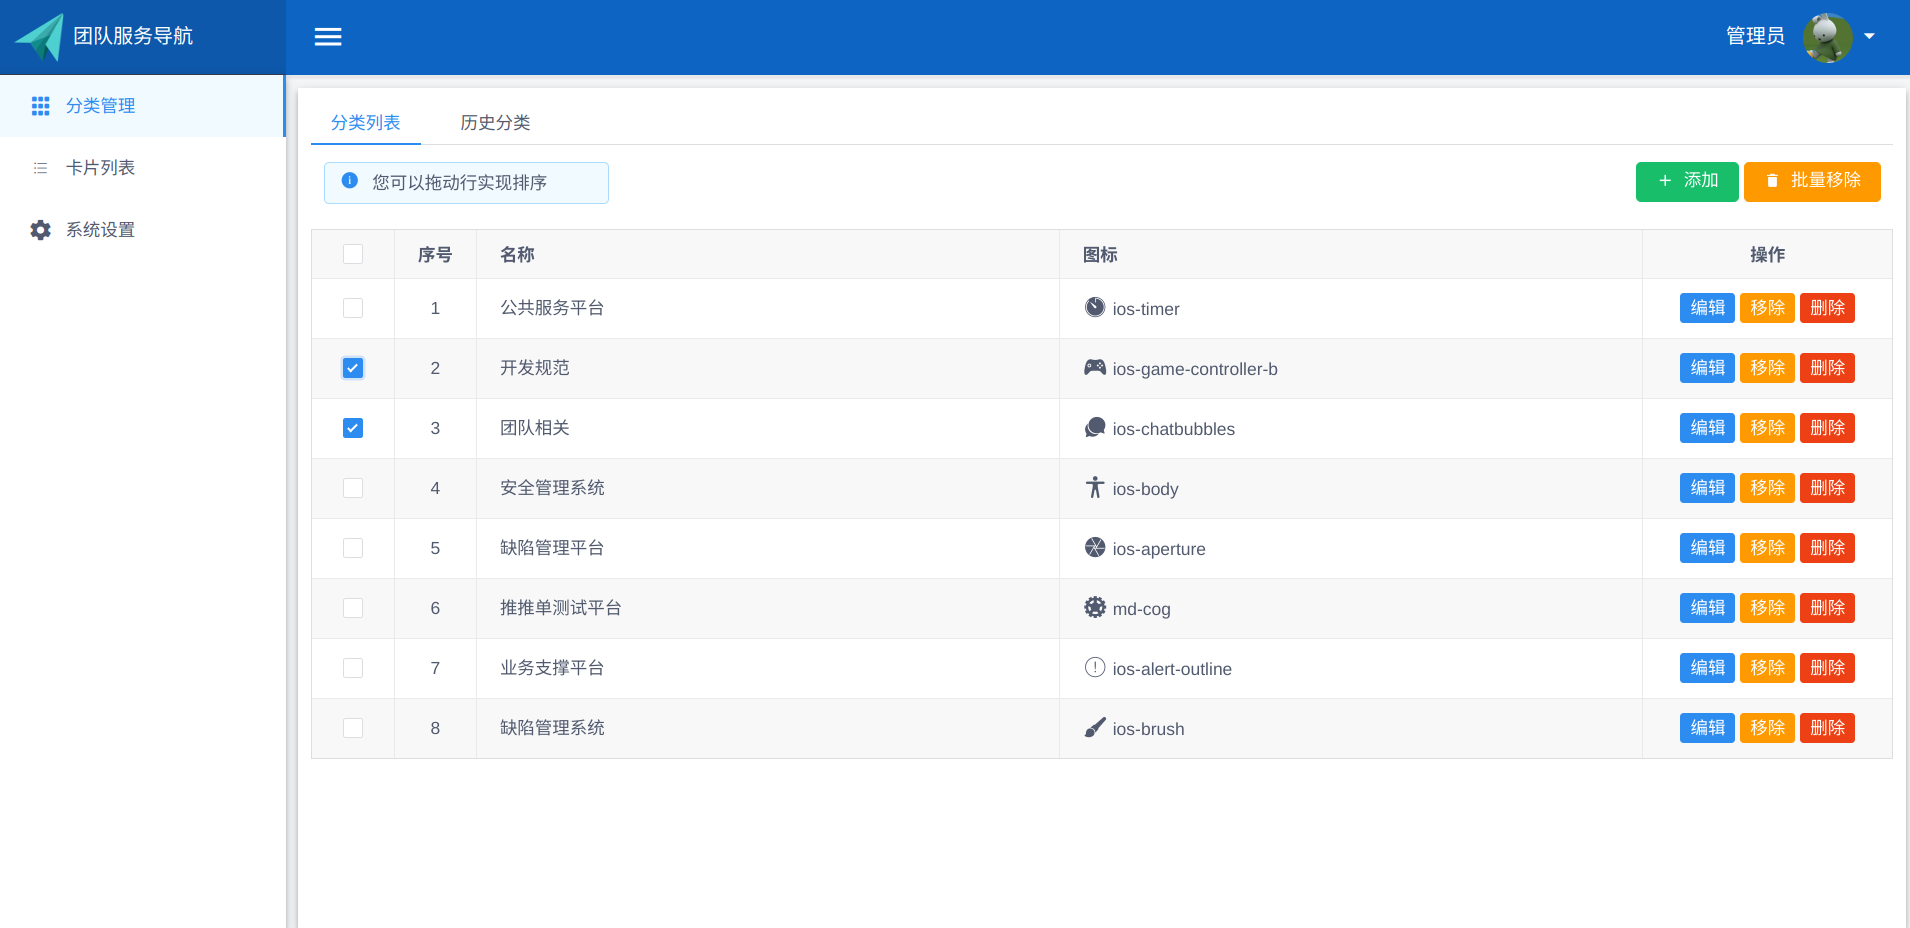 团队服务导航
管理员
分类管理
卡片列表
系统设置
分类列表 历史分类
您可以拖动行实现排序
添加 批量移除
序号 名称 图标 操作
1 公共服务平台 ios-timer 编辑 移除 删除
2 开发规范 ios-game-controller-b 编辑 移除 删除
3 团队相关 ios-chatbubbles 编辑 移除 删除
4 安全管理系统 ios-body 编辑 移除 删除
5 缺陷管理平台 ios-aperture 编辑 移除 删除
6 推推单测试平台 md-cog 编辑 移除 删除
7 业务支撑平台 ios-alert-outline 编辑 移除 删除
8 缺陷管理系统 ios-brush 编辑 移除 删除